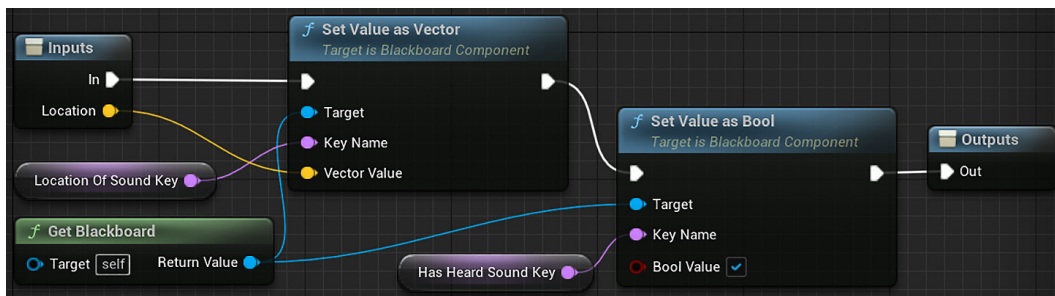 Inputs
In
Location
Location Of Sound Key
Get Blackboard
Target self Return Value
Set Value as Vector
Target is Blackboard Component
Target
Key Name
Vector Value
Has Heard Sound Key
Set Value as Bool
Target is Blackboard Component
Target
Key Name
Bool Value
Outputs
Out